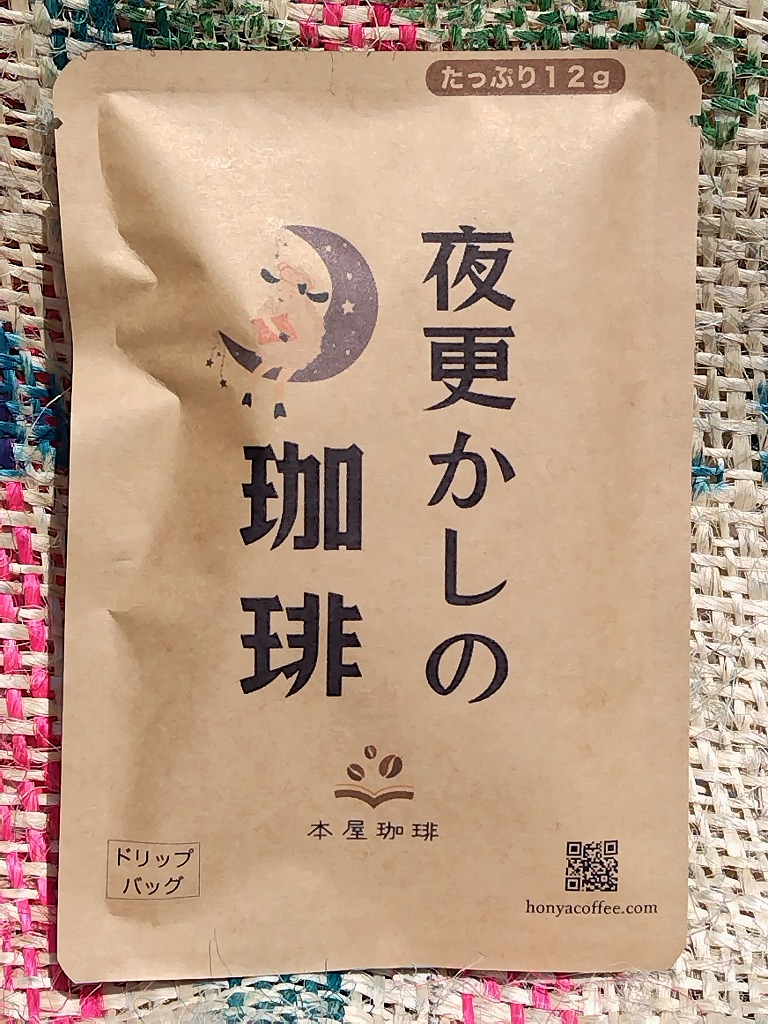 たっぷり12g
夜更かしの
珈琲
本屋珈琲
ドリップ
バッグ
honyacoffee.com